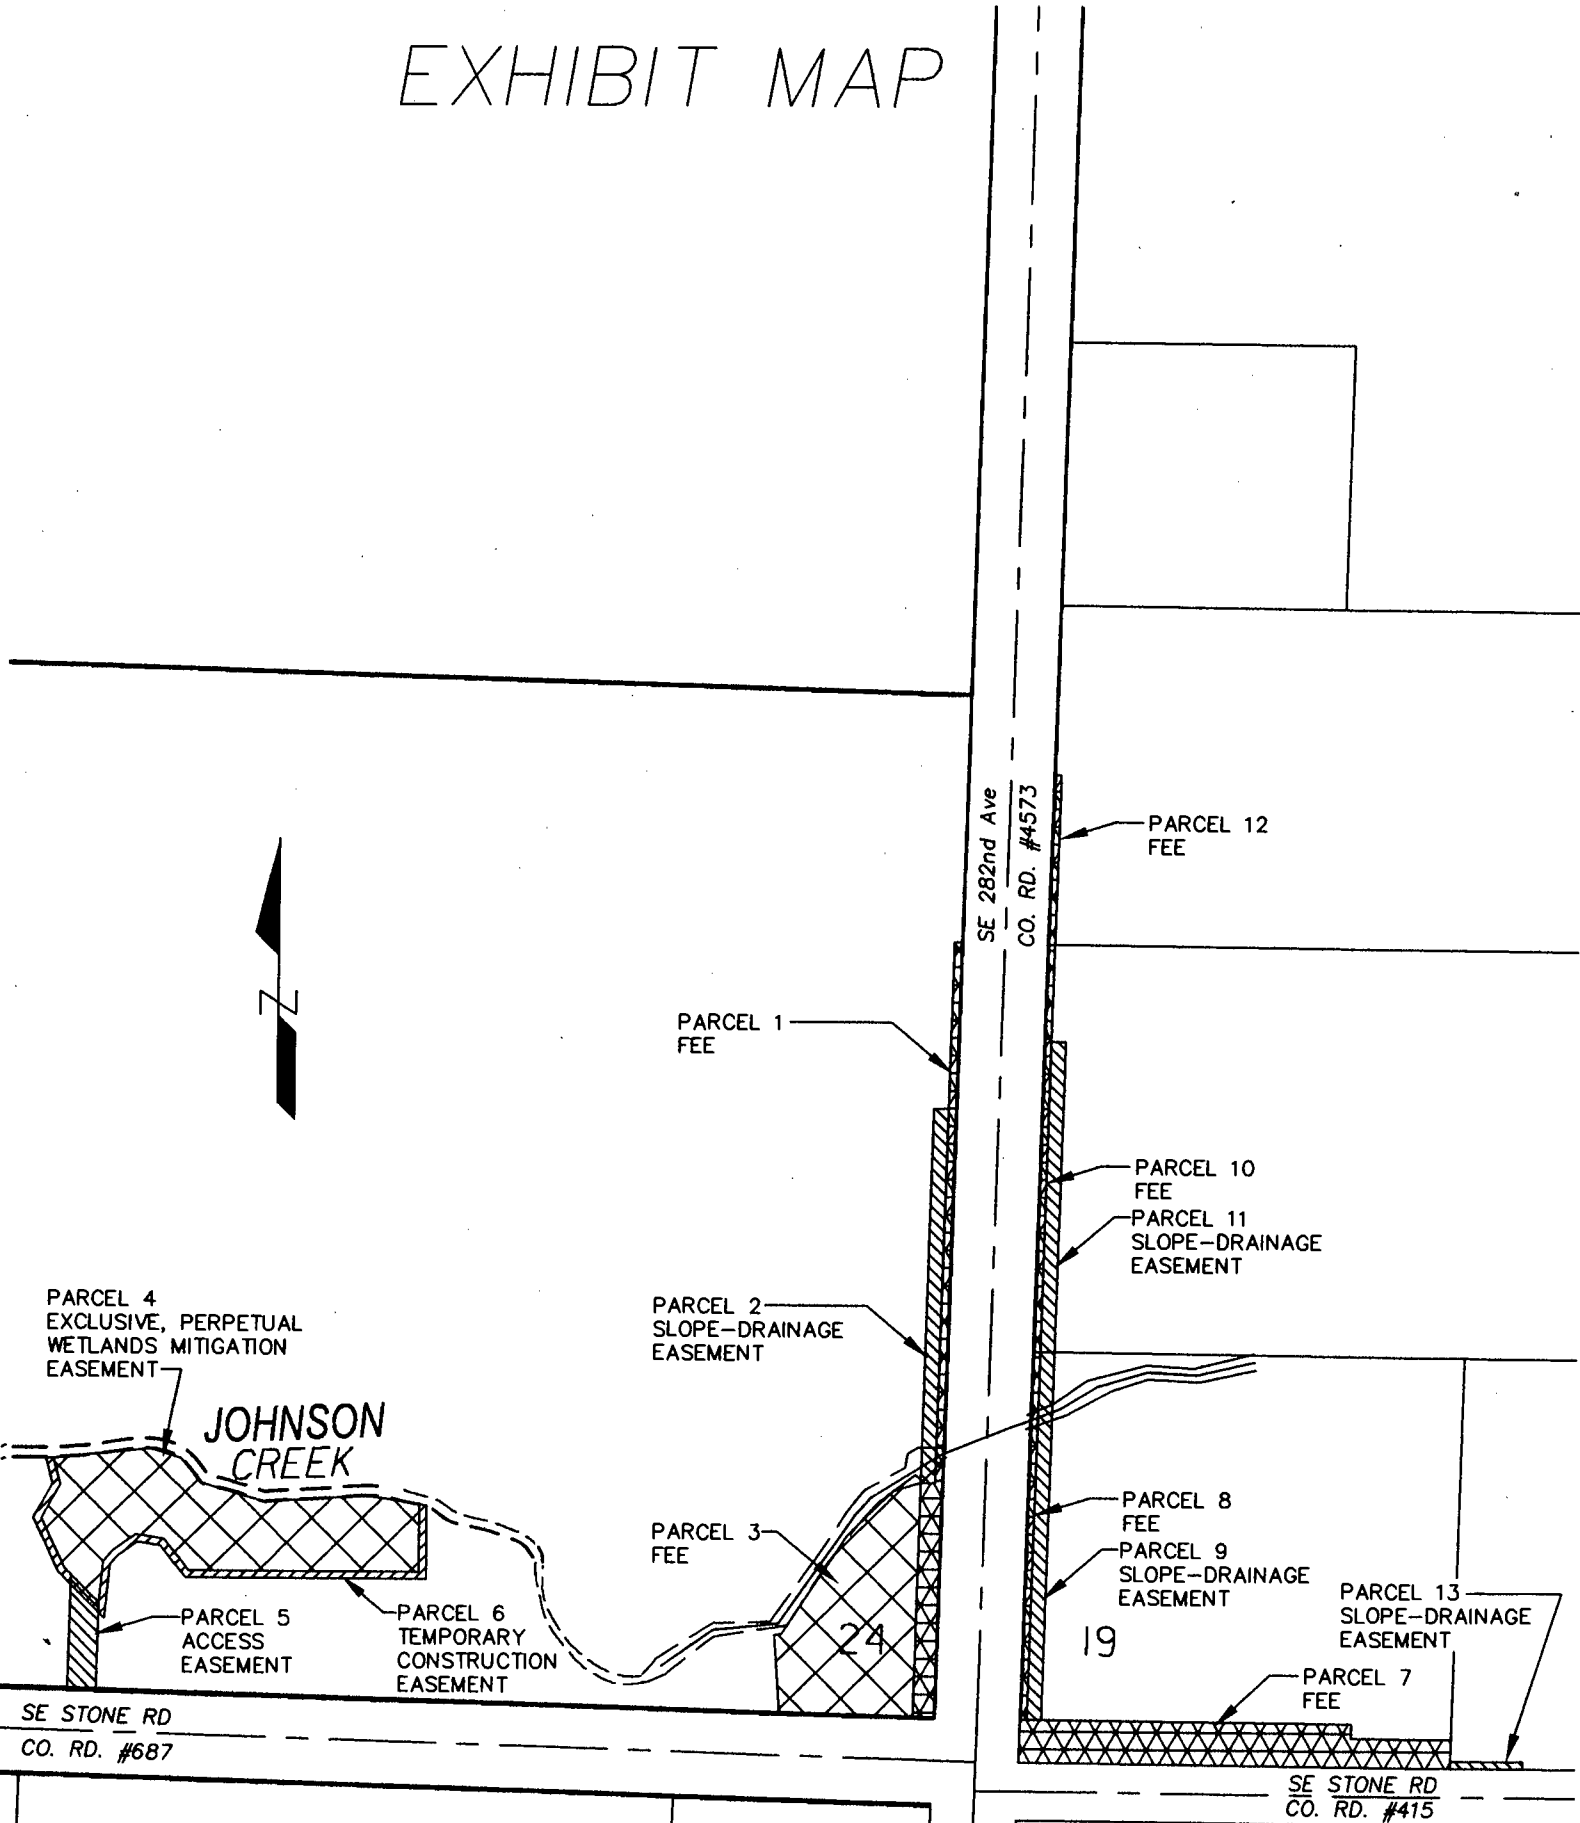 EXHIBIT MAP
SE 282nd Ave
CO. RD. #4573
PARCEL 12
FEE
N
PARCEL 1
FEE
PARCEL 10
FEE
PARCEL 11
SLOPE-DRAINAGE
EASEMENT
PARCEL 4
EXCLUSIVE, PERPETUAL
WETLANDS MITIGATION
EASEMENT
PARCEL 2
SLOPE-DRAINAGE
EASEMENT
JOHNSON
CREEK
PARCEL 3
FEE
PARCEL 8
FEE
PARCEL 9
SLOPE-DRAINAGE
EASEMENT
PARCEL 13
SLOPE-DRAINAGE
EASEMENT
PARCEL 5
ACCESS
EASEMENT
PARCEL 6
TEMPORARY
CONSTRUCTION
EASEMENT
24
19
PARCEL 7
FEE
SE STONE RD
CO. RD. #687
SE STONE RD
CO. RD. #415